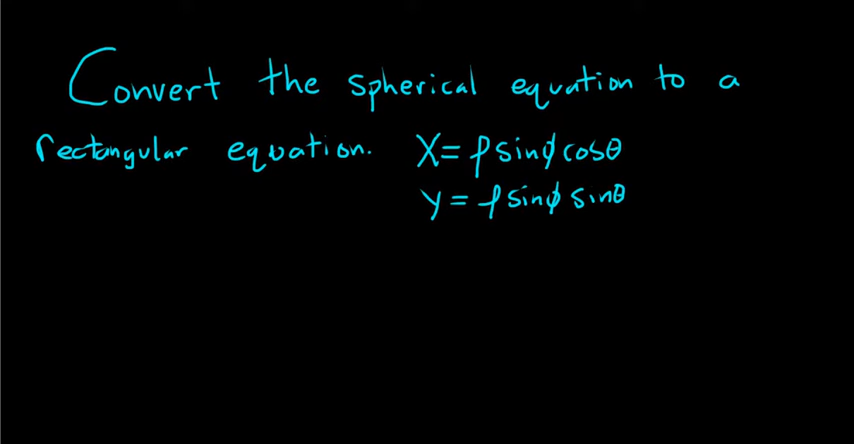 Convert the spherical equation to a
rectangular equation. X = ρ sinϕ cosθ
y = ρ sinϕ sinθ